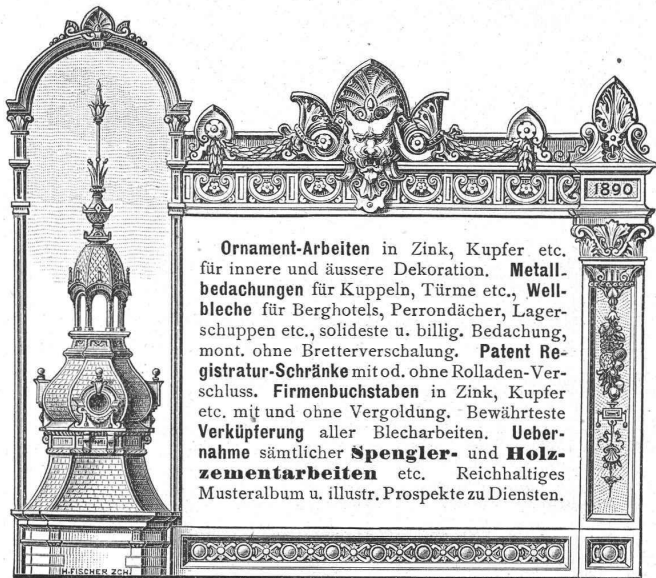 1890
Ornament-Arbeiten in Zink, Kupfer etc.
für innere und äussere Dekoration. Metall-
bedachungen für Kuppeln, Türme etc., Well-
bleche für Berghotels, Perrondächer, Lager-
schuppen etc., solideste u. billig. Bedachung,
mont. ohne Bretterverschalung. Patent Re-
gistratur-Schränke mit od. ohne Rolladen-Ver-
schluss. Firmenbuchstaben in Zink, Kupfer
etc. mit und ohne Vergoldung. Bewährteste
Verküpferung aller Blecharbeiten. Ueber-
nahme sämtlicher Spengler- und Holz-
zementarbeiten etc. Reichhaltiges
Musteralbum u. illustr. Prospekte zu Diensten.
H. FISCHER ZCH.